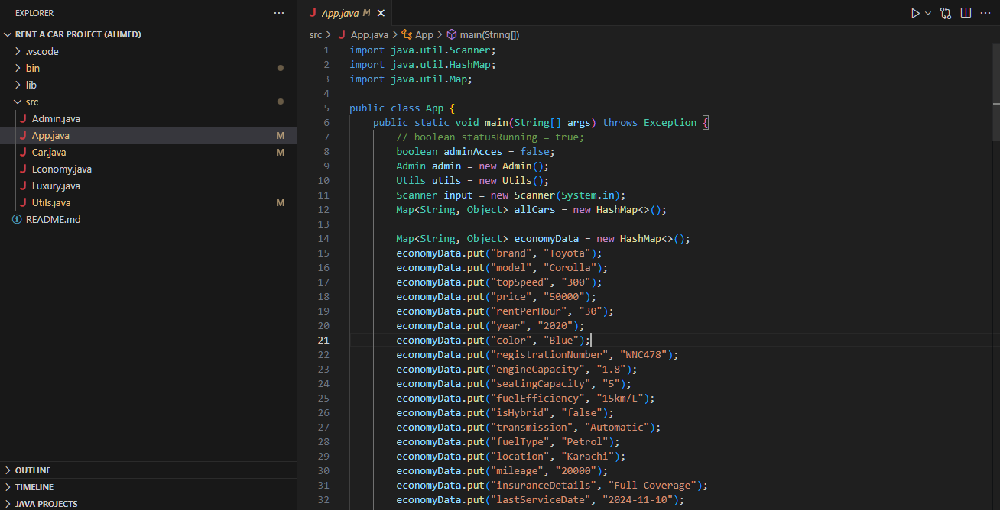 EXPLORER
RENT A CAR PROJECT (AHMED)
.vscode
bin
lib
src
Admin.java
App.java M
Car.java M
Economy.java
Luxury.java
Utils.java M
README.md
OUTLINE
TIMELINE
JAVA PROJECTS
App.java M
src > App.java > App > main(String[])
1 import java.util.Scanner;
2 import java.util.HashMap;
3 import java.util.Map;
4
5 public class App {
6 public static void main(String[] args) throws Exception {
7 // boolean statusRunning = true;
8 boolean adminAcces = false;
9 Admin admin = new Admin();
10 Utils utils = new Utils();
11 Scanner input = new Scanner(System.in);
12 Map<String, Object> allCars = new HashMap<>();
13
14 Map<String, Object> economyData = new HashMap<>();
15 economyData.put("brand", "Toyota");
16 economyData.put("model", "Corolla");
17 economyData.put("topSpeed", "300");
18 economyData.put("price", "50000");
19 economyData.put("rentPerHour", "30");
20 economyData.put("year", "2020");
21 economyData.put("color", "Blue");
22 economyData.put("registrationNumber", "WNC478");
23 economyData.put("engineCapacity", "1.8");
24 economyData.put("seatingCapacity", "5");
25 economyData.put("fuelEfficiency", "15km/L");
26 economyData.put("isHybrid", "false");
27 economyData.put("transmission", "Automatic");
28 economyData.put("fuelType", "Petrol");
29 economyData.put("location", "Karachi");
30 economyData.put("mileage", "20000");
31 economyData.put("insuranceDetails", "Full Coverage");
32 economyData.put("lastServiceDate", "2024-11-10");